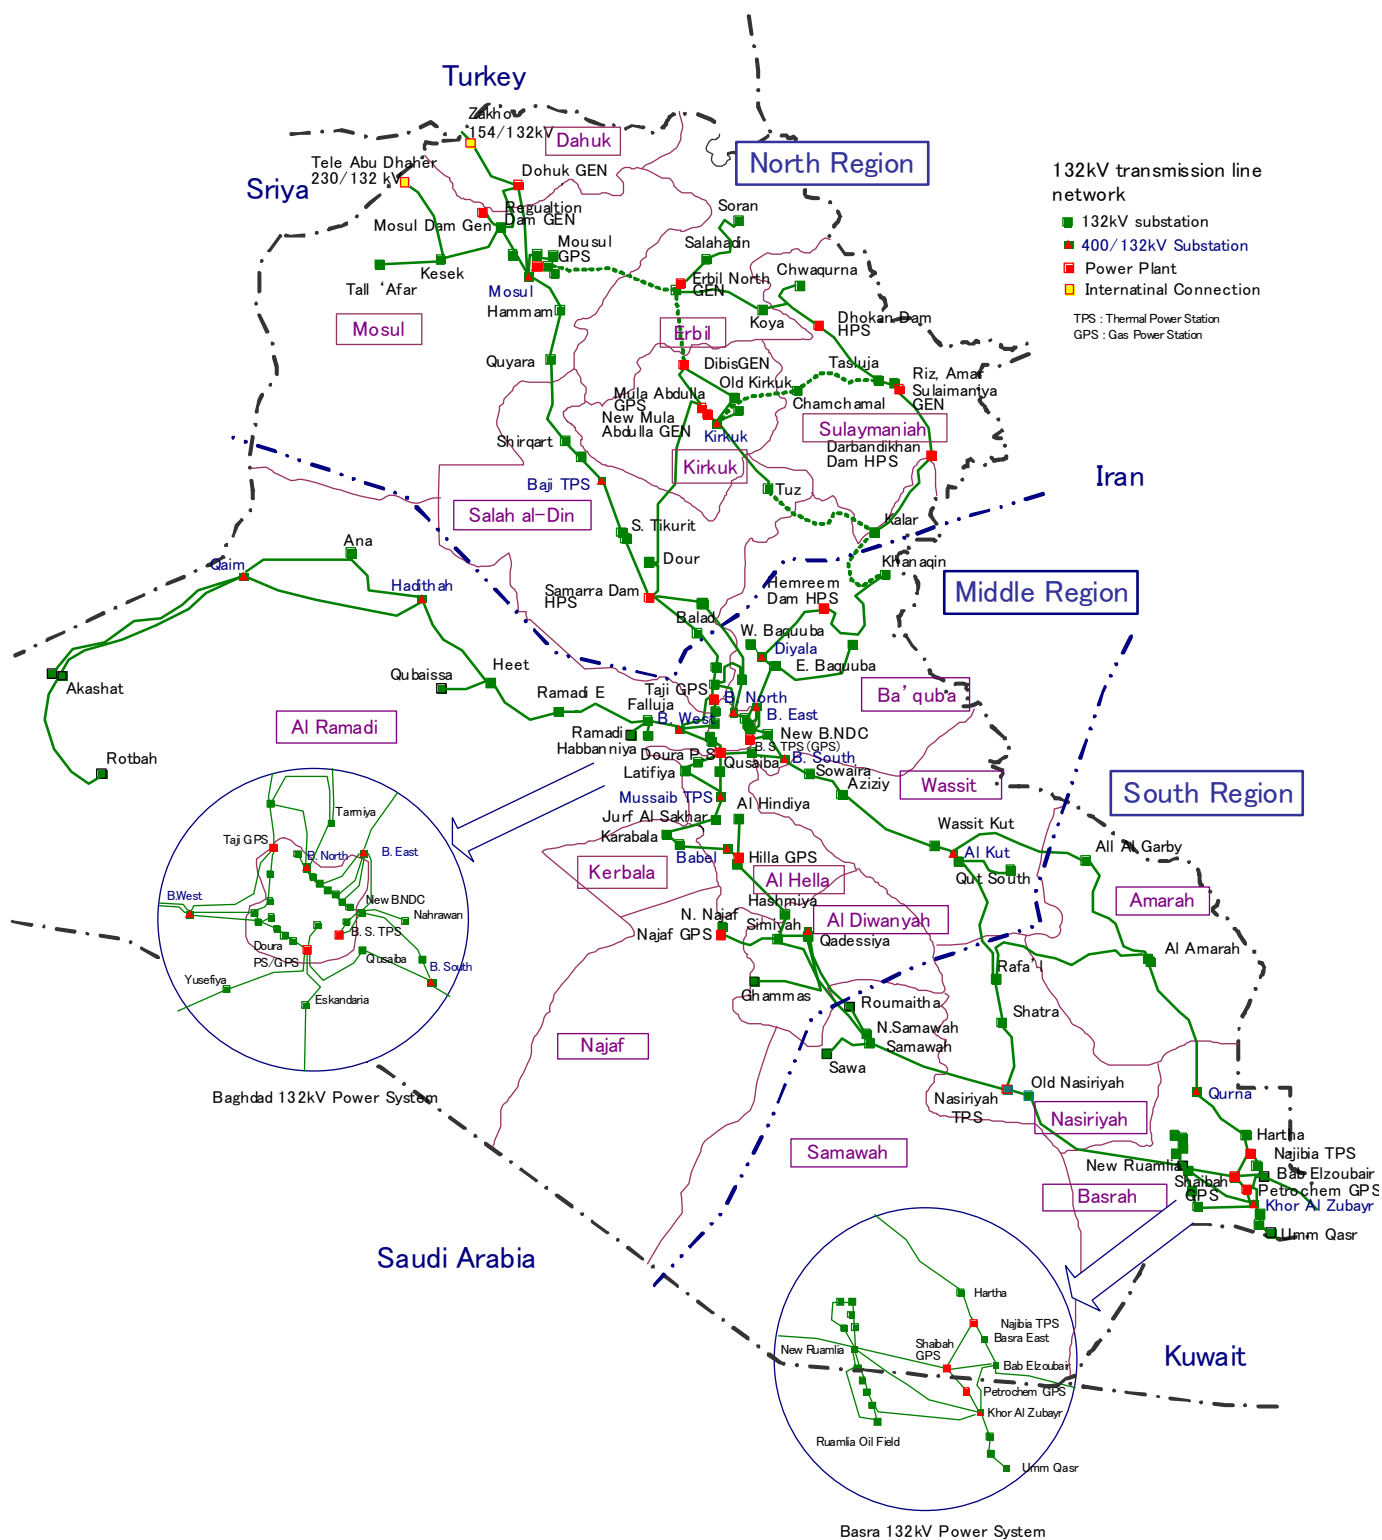 Turkey
Zakho
154/132kV
Dahuk
North Region
132kV transmission line
network
132kV substation
400/132kV Substation
Power Plant
Internatinal Connection
TPS : Thermal Power Station
GPS : Gas Power Station
Tele Abu Dhaher
230/132 kV
Sriya
Dohuk GEN
Regualtion
Dam GEN
Mosul Dam Gen
Mousul
GPS
Soran
Salahadin
Chwaqurna
Erbil North
GEN
Kesek
Tall ‘Afar
Mosul
Hammam
Mosul
Koya
Dhokan Dam
HPS
Erbil
Quyara
DibisGEN
Tasluja
Riz, Amar
Sulaimaniya
GEN
Old Kirkuk
Chamchamal
Mula Abdulla
GPS
New Mula
Abdulla GEN
Kirkuk
Sulaymaniah
Darbandikhan
Dam HPS
Shirqart
Kirkuk
Iran
Baji TPS
Tuz
Salah al-Din
S. Tikurit
Kalar
Ana
Dour
Khanaqin
Qaim
Hadithah
Samarra Dam
HPS
Hemreem
Dam HPS
Middle Region
Balad
W. Baquuba
Diyala
E. Baquuba
Heet
Qubaissa
Akashat
Ramadi E
Taji GPS
B. North
Ba’quba
Al Ramadi
Falluja
B. West
B. East
Ramadi
Habbanniya
New B.NDC
B. S. TPS (GPS)
Doura P.S
Qusaiba
B. South
Rotbah
Latifiya
Sowaira
Aziziy
Wassit
South Region
Mussaib TPS
Al Hindiya
Jurf Al Sakhar
Karabala
Wassit Kut
Babel
Al Kut
All Al Garby
Kerbala
Hilla GPS
Al Hella
Qut South
Amarah
Hashmiya
Al Diwanyah
N. Najaf
Simiyah
Najaf GPS
Qadessiya
Al Amarah
Rafa’I
Ghammas
Roumaitha
Shatra
N.Samawah
Samawah
Najaf
Sawa
Old Nasiriyah
Nasiriyah
TPS
Nasiriyah
Qurna
Samawah
Hartha
Najibia TPS
New Ruamlia
Bab Elzoubair
Shaibah
GPS
Petrochem GPS
Basrah
Khor Al Zubayr
Umm Qasr
Saudi Arabia
Kuwait
Tarmiya
Taji GPS
B. North
B. East
B.West
New B.NDC
Nahrawan
B. S. TPS
Doura
PS/GPS
Qusaiba
B. South
Yusefiya
Eskandaria
Baghdad 132kV Power System
Hartha
Najibia TPS
Basra East
Shaibah
GPS
New Ruamlia
Bab Elzoubair
Petrochem GPS
Khor Al Zubayr
Ruamlia Oil Field
Umm Qasr
Basra 132kV Power System